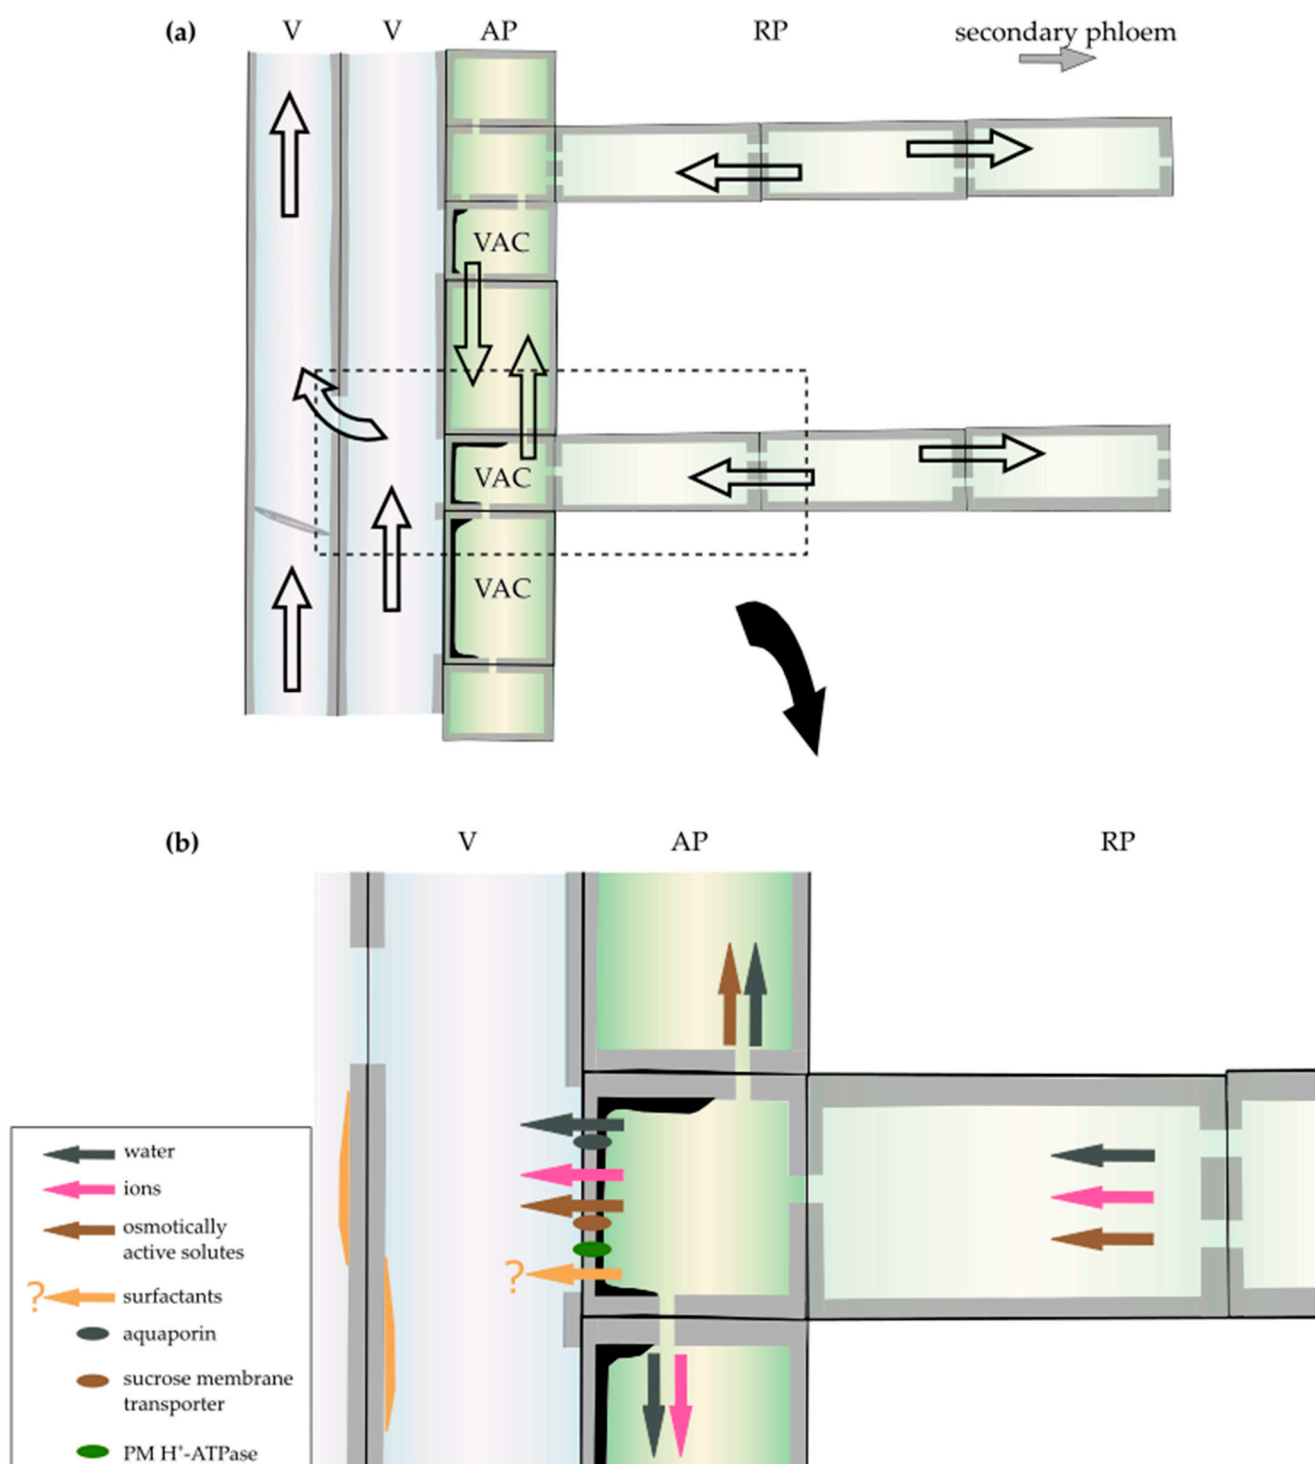 (a) V V AP RP secondary phloem
VAC
VAC
VAC
(b) V AP RP
water
ions
osmotically
active solutes
? surfactants
?
aquaporin
sucrose membrane
transporter
PM H⁺-ATPase